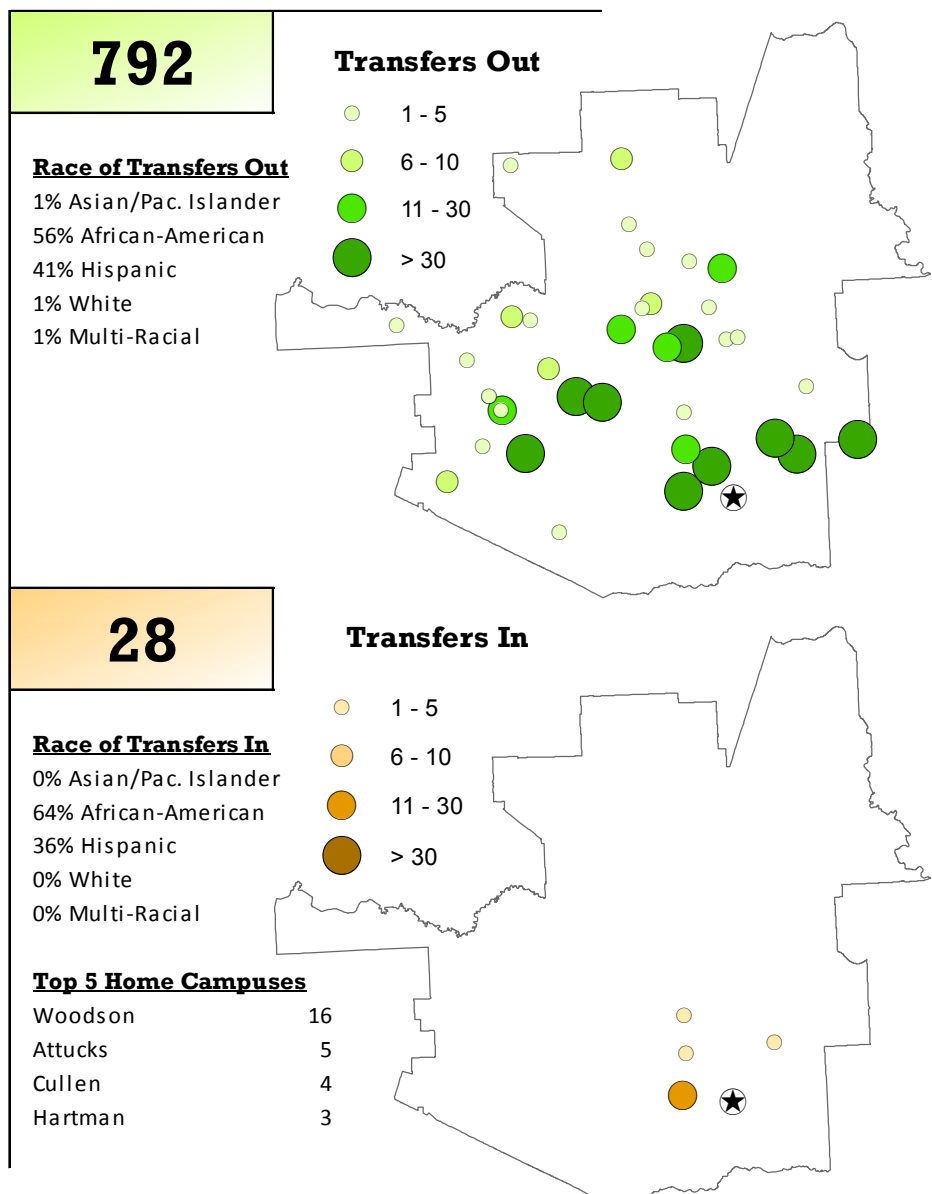 792
Transfers Out
1 - 5
6 - 10
11 - 30
> 30
Race of Transfers Out
1% Asian/Pac. Islander
56% African-American
41% Hispanic
1% White
1% Multi-Racial
28
Transfers In
1 - 5
6 - 10
11 - 30
> 30
Race of Transfers In
0% Asian/Pac. Islander
64% African-American
36% Hispanic
0% White
0% Multi-Racial
Top 5 Home Campuses
Woodson 16
Attucks 5
Cullen 4
Hartman 3